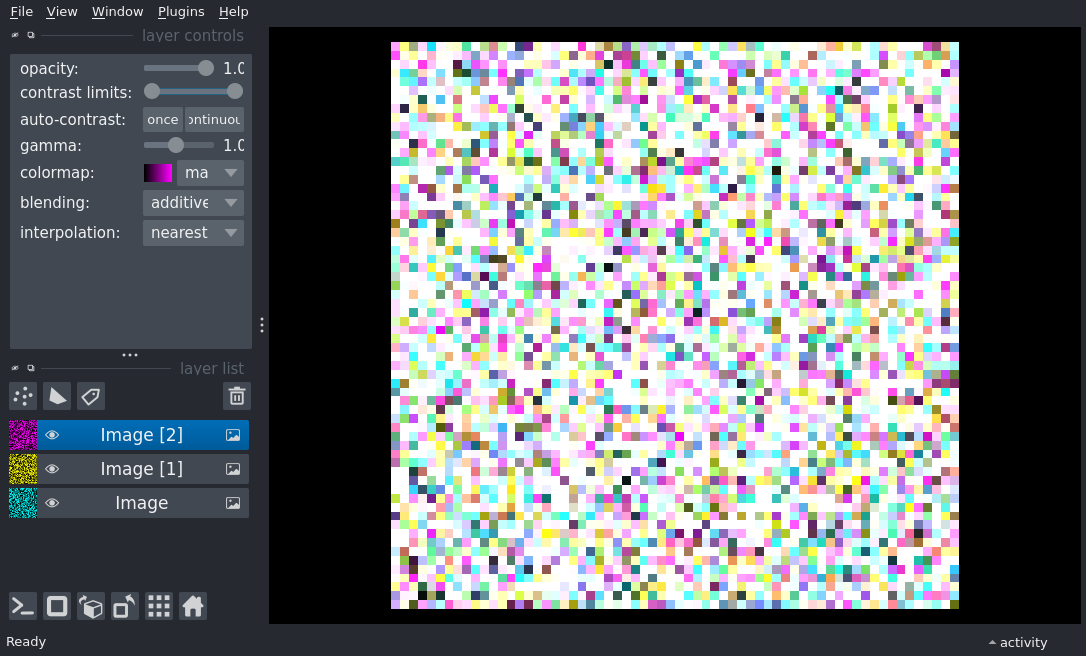 File View Window Plugins Help
layer controls
opacity: 1.0
contrast limits:
auto-contrast: once ontinuou
gamma: 1.0
colormap: ma
blending: additive
interpolation: nearest
layer list
Image [2]
Image [1]
Image
Ready
activity